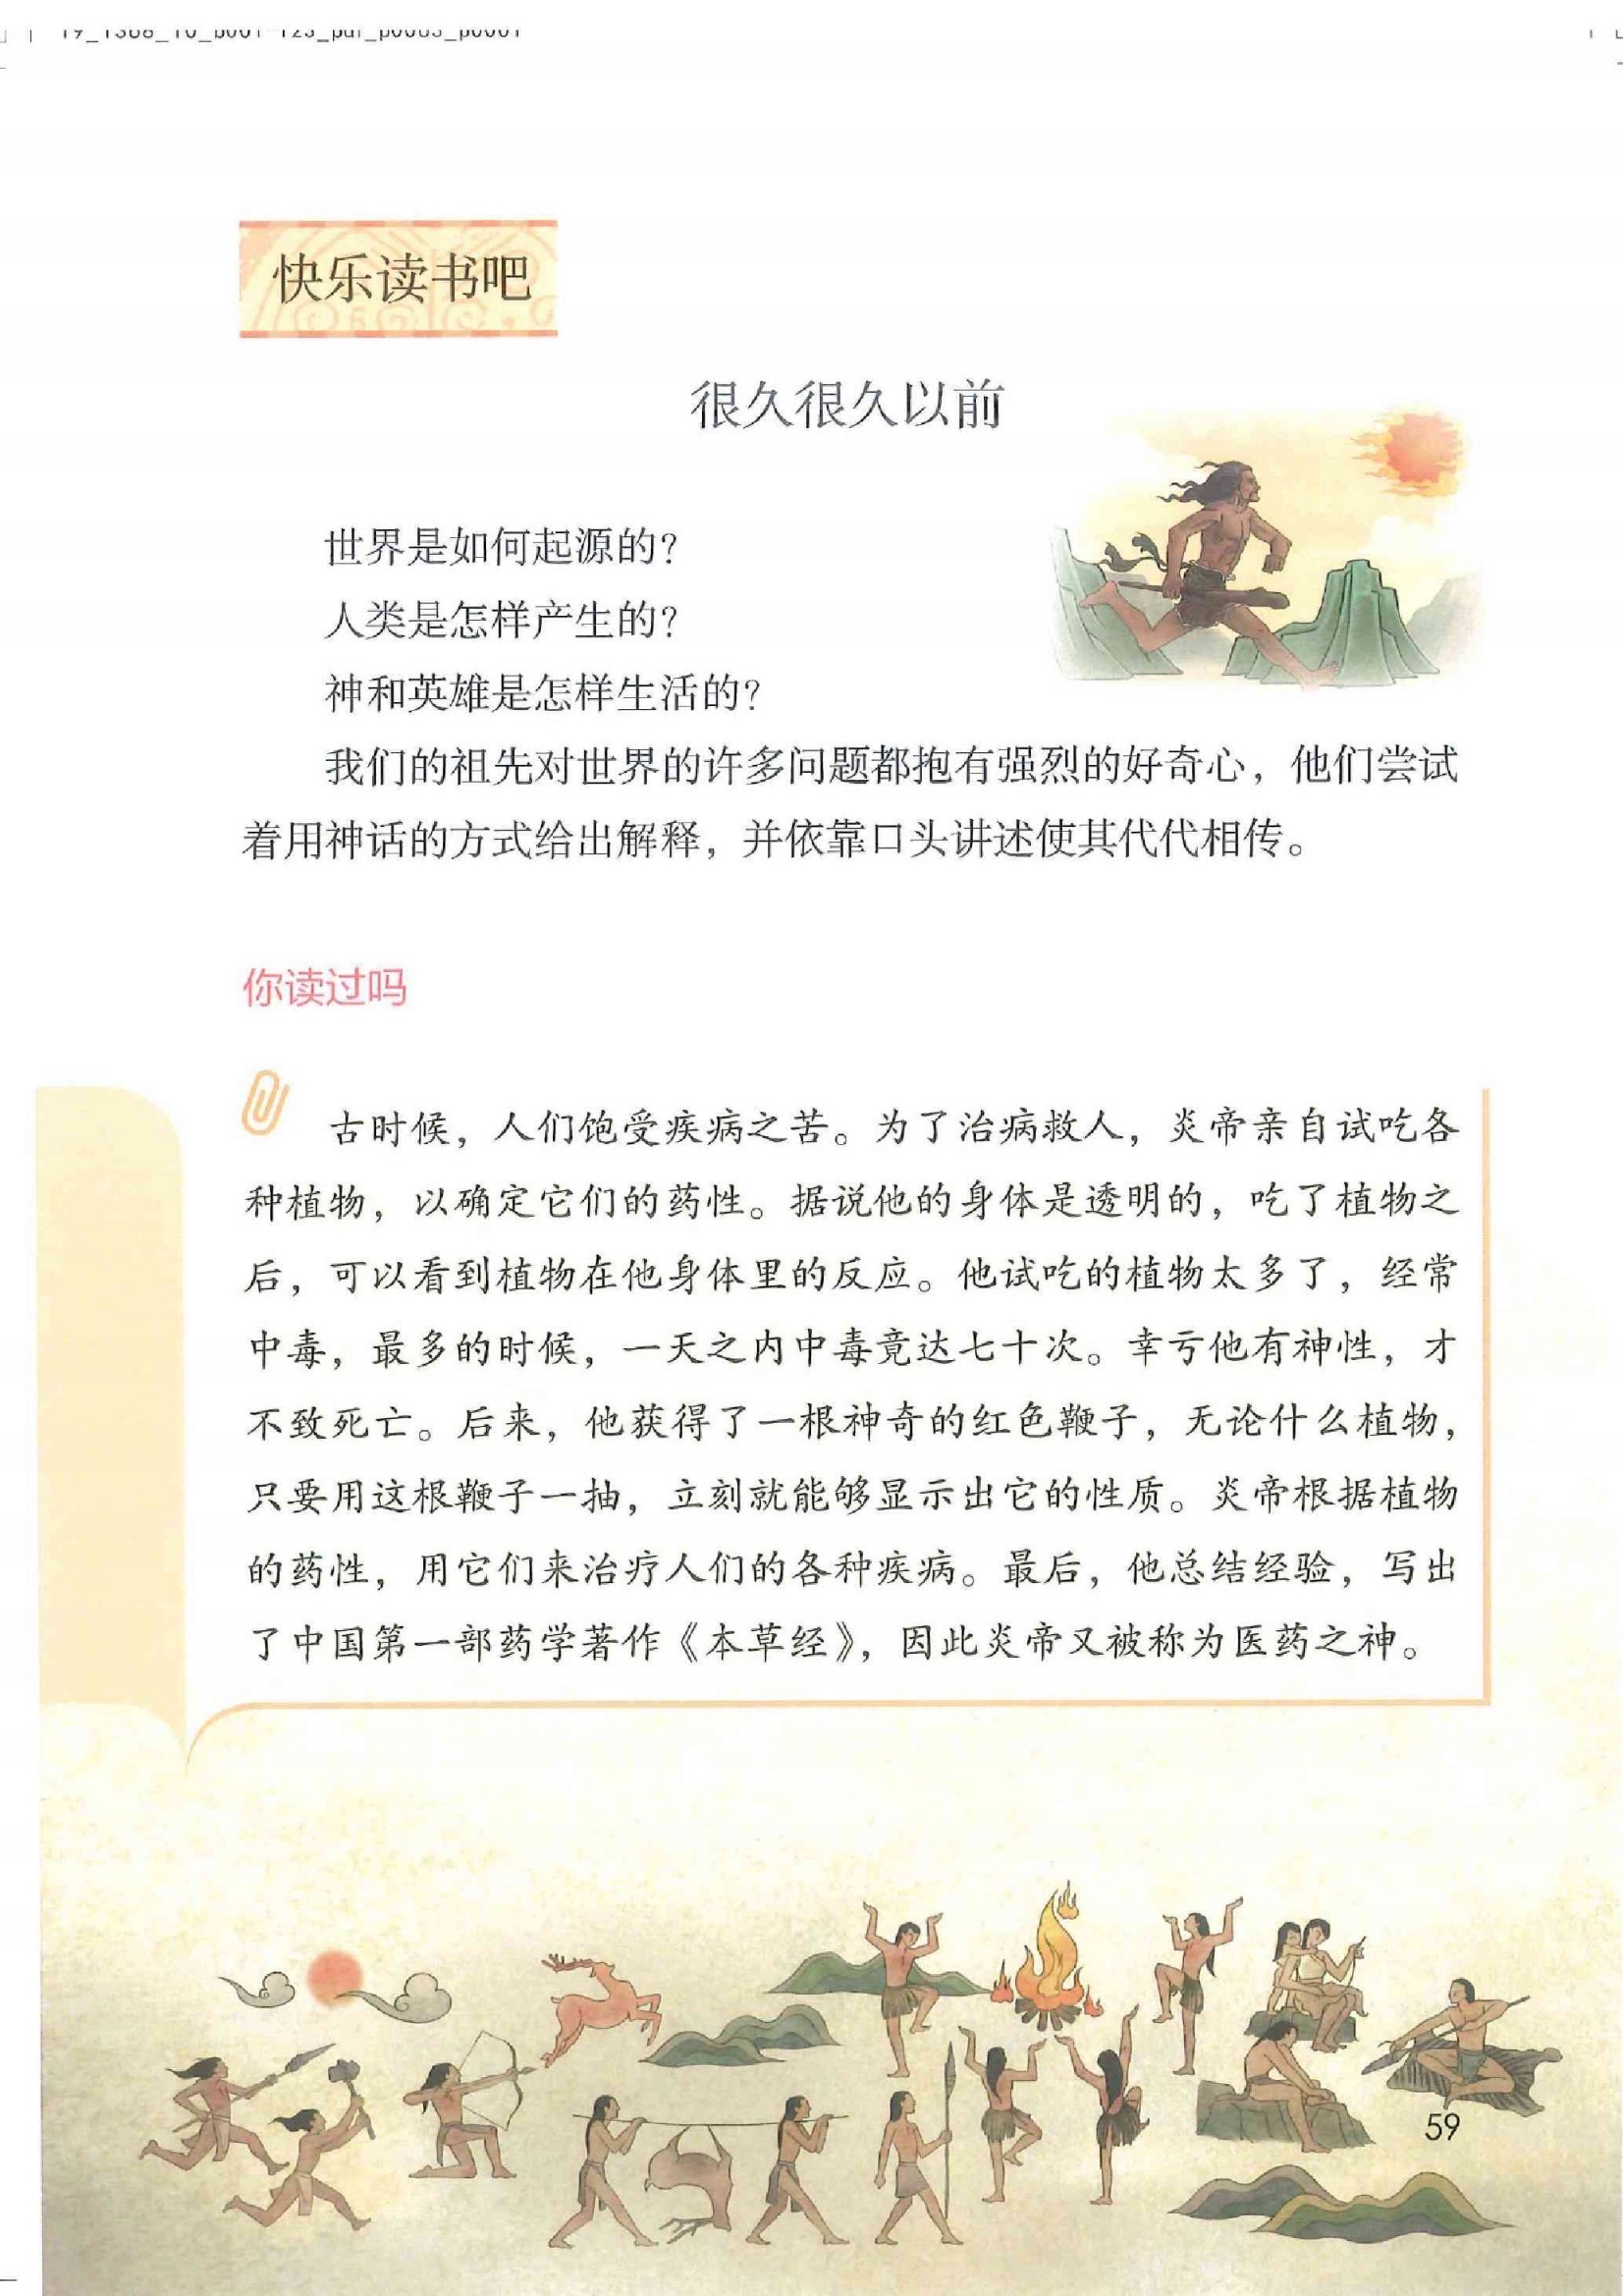 快乐读书吧
很久很久以前
世界是如何起源的？
人类是怎样产生的？
神和英雄是怎样生活的？
我们的祖先对世界的许多问题都抱有强烈的好奇心，他们尝试
着用神话的方式给出解释，并依靠口头讲述使其代代相传。
你读过吗
古时候，人们饱受疾病之苦。为了治病救人，炎帝亲自试吃各
种植物，以确定它们的药性。据说他的身体是透明的，吃了植物之
后，可以看到植物在他身体里的反应。他试吃的植物太多了，经常
中毒，最多的时候，一天之内中毒竟达七十次。幸亏他有神性，才
不致死亡。后来，他获得了一根神奇的红色鞭子，无论什么植物，
只要用这根鞭子一抽，立刻就能够显示出它的性质。炎帝根据植物
的药性，用它们来治疗人们的各种疾病。最后，他总结经验，写出
了中国第一部药学著作《本草经》，因此炎帝又被称为医药之神。
59